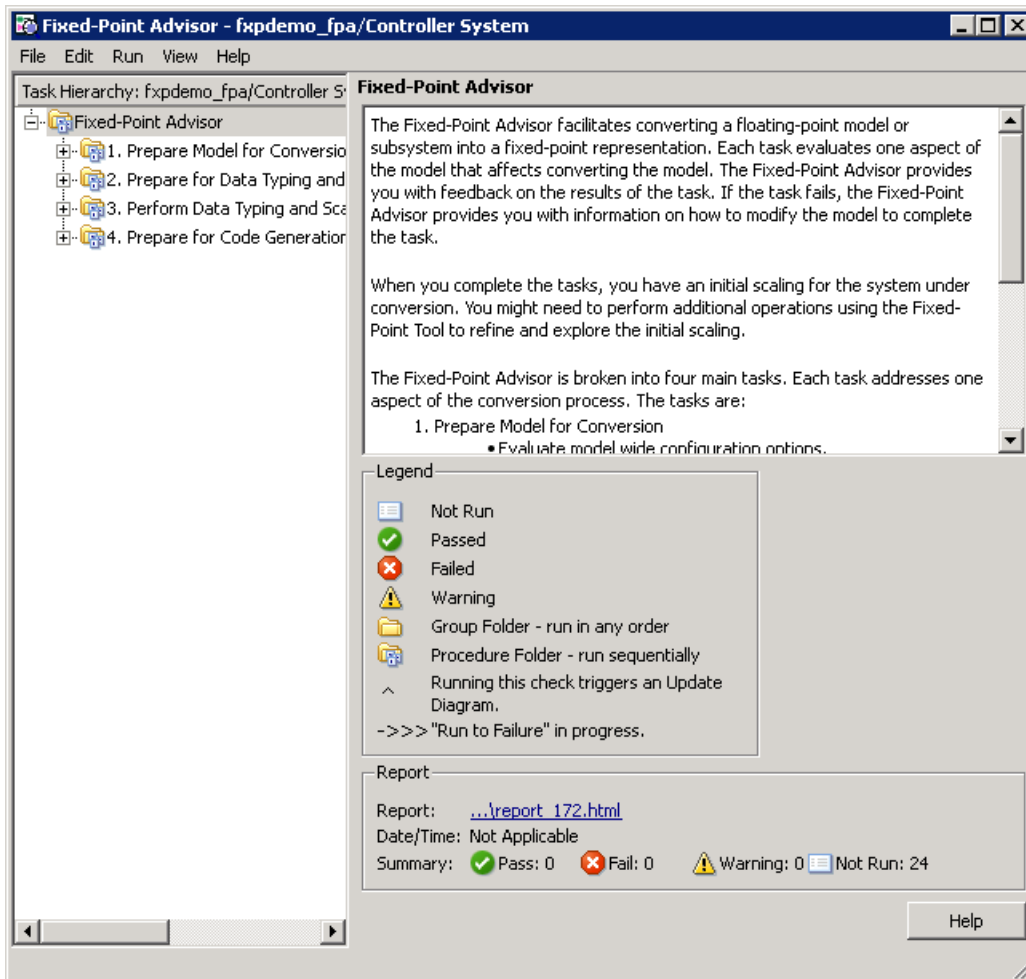 Fixed-Point Advisor - fxpdemo_fpa/Controller System
File Edit Run View Help
Task Hierarchy: fxpdemo_fpa/Controller S
Fixed-Point Advisor
1. Prepare Model for Conversio
2. Prepare for Data Typing and
3. Perform Data Typing and Sca
4. Prepare for Code Generation
Fixed-Point Advisor
The Fixed-Point Advisor facilitates converting a floating-point model or
subsystem into a fixed-point representation. Each task evaluates one aspect of
the model that affects converting the model. The Fixed-Point Advisor provides
you with feedback on the results of the task. If the task fails, the Fixed-Point
Advisor provides you with information on how to modify the model to complete
the task.
When you complete the tasks, you have an initial scaling for the system under
conversion. You might need to perform additional operations using the Fixed-
Point Tool to refine and explore the initial scaling.
The Fixed-Point Advisor is broken into four main tasks. Each task addresses one
aspect of the conversion process. The tasks are:
1. Prepare Model for Conversion
• Evaluate model wide configuration options.
Legend
Not Run
Passed
Failed
Warning
Group Folder - run in any order
Procedure Folder - run sequentially
^ Running this check triggers an Update
Diagram.
->>> "Run to Failure" in progress.
Report
Report: ...\report_172.html
Date/Time: Not Applicable
Summary: Pass: 0 Fail: 0 Warning: 0 Not Run: 24
Help